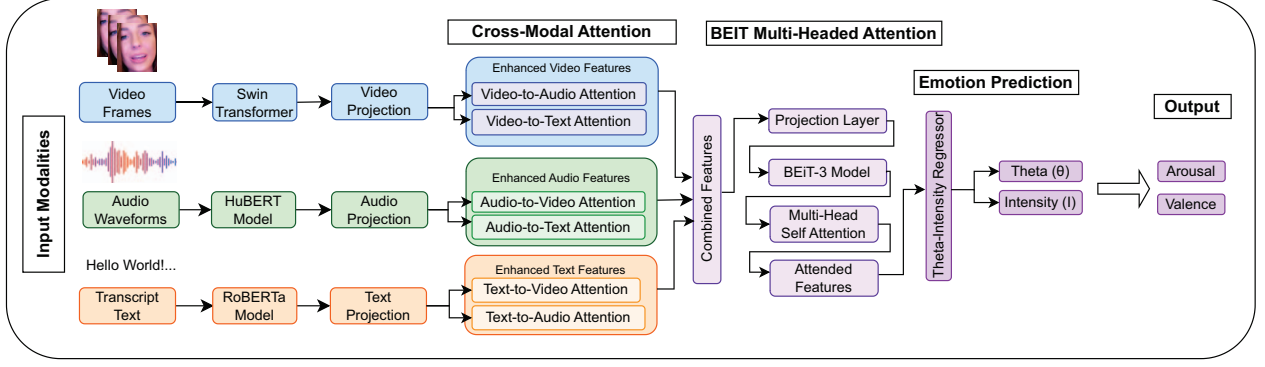 Cross-Modal Attention
BEIT Multi-Headed Attention
Emotion Prediction
Output
Input Modalities
Video
Frames
Swin
Transformer
Video
Projection
Enhanced Video Features
Video-to-Audio Attention
Video-to-Text Attention
Audio
Waveforms
HuBERT
Model
Audio
Projection
Enhanced Audio Features
Audio-to-Video Attention
Audio-to-Text Attention
Hello World!...
Transcript
Text
RoBERTa
Model
Text
Projection
Enhanced Text Features
Text-to-Video Attention
Text-to-Audio Attention
Combined Features
Projection Layer
BEiT-3 Model
Multi-Head
Self Attention
Attended
Features
Theta-Intensity Regressor
Theta (θ)
Intensity (I)
Arousal
Valence